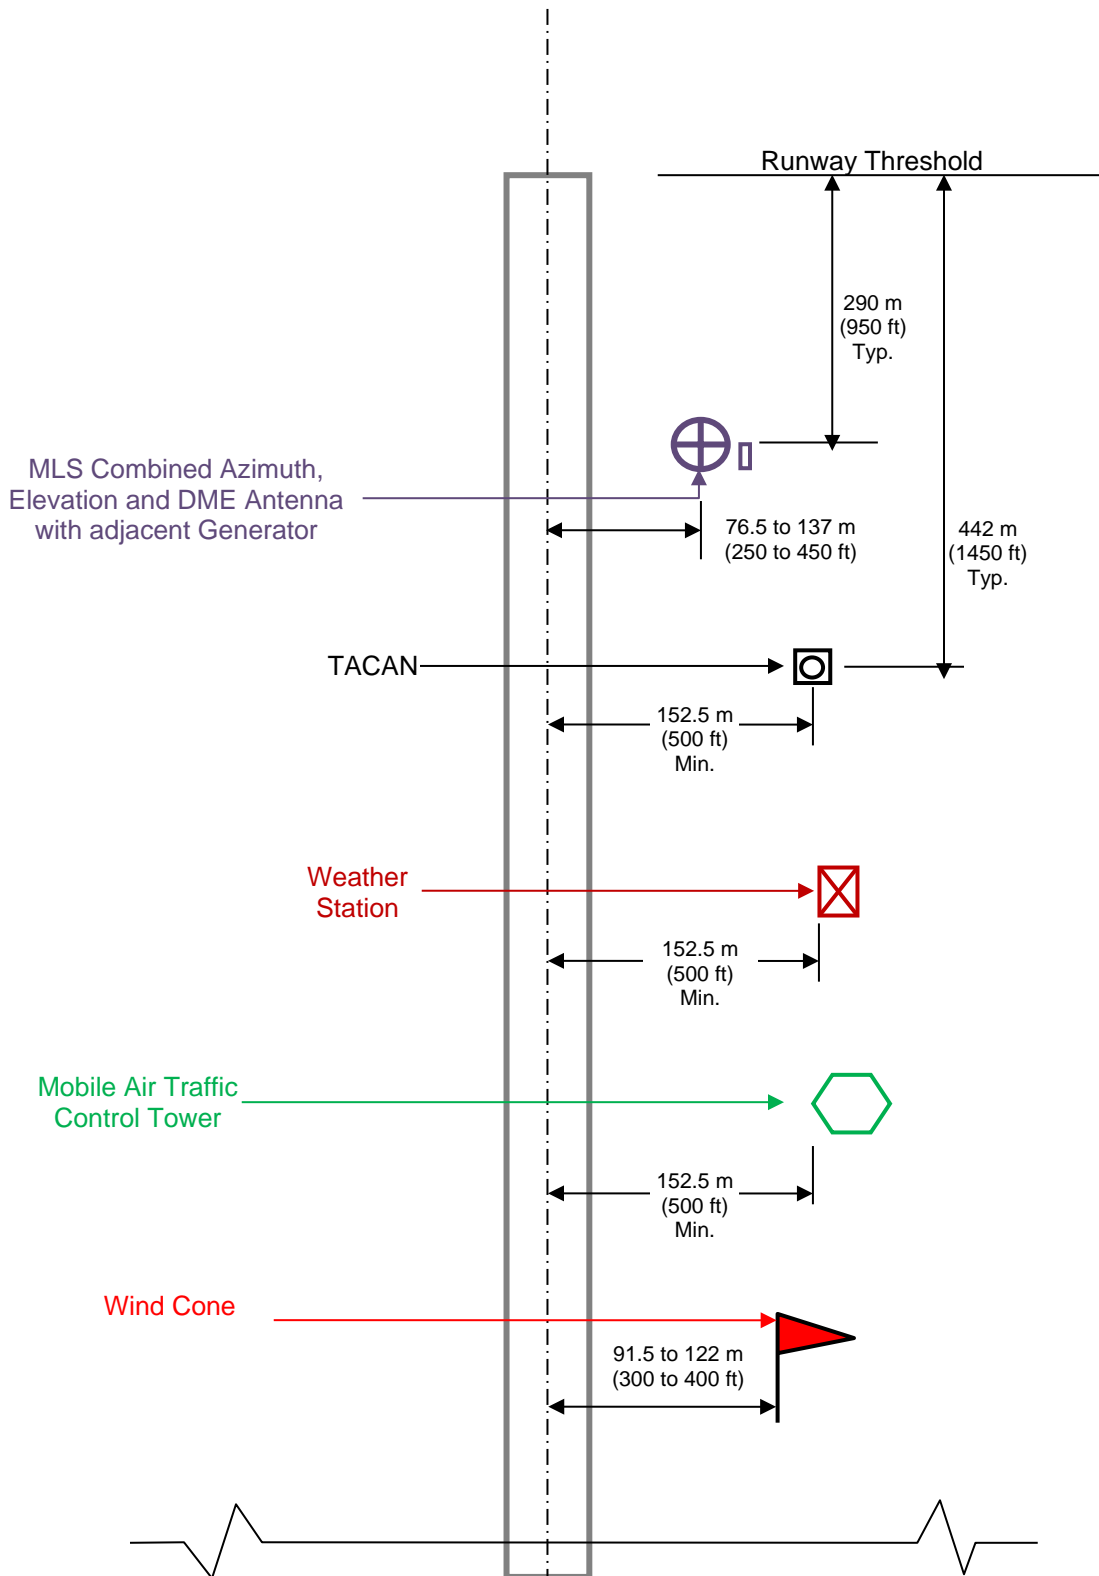 Runway Threshold
290 m
(950 ft)
Typ.
MLS Combined Azimuth,
Elevation and DME Antenna
with adjacent Generator
76.5 to 137 m
(250 to 450 ft)
442 m
(1450 ft)
Typ.
TACAN
152.5 m
(500 ft)
Min.
Weather
Station
152.5 m
(500 ft)
Min.
Mobile Air Traffic
Control Tower
152.5 m
(500 ft)
Min.
Wind Cone
91.5 to 122 m
(300 to 400 ft)